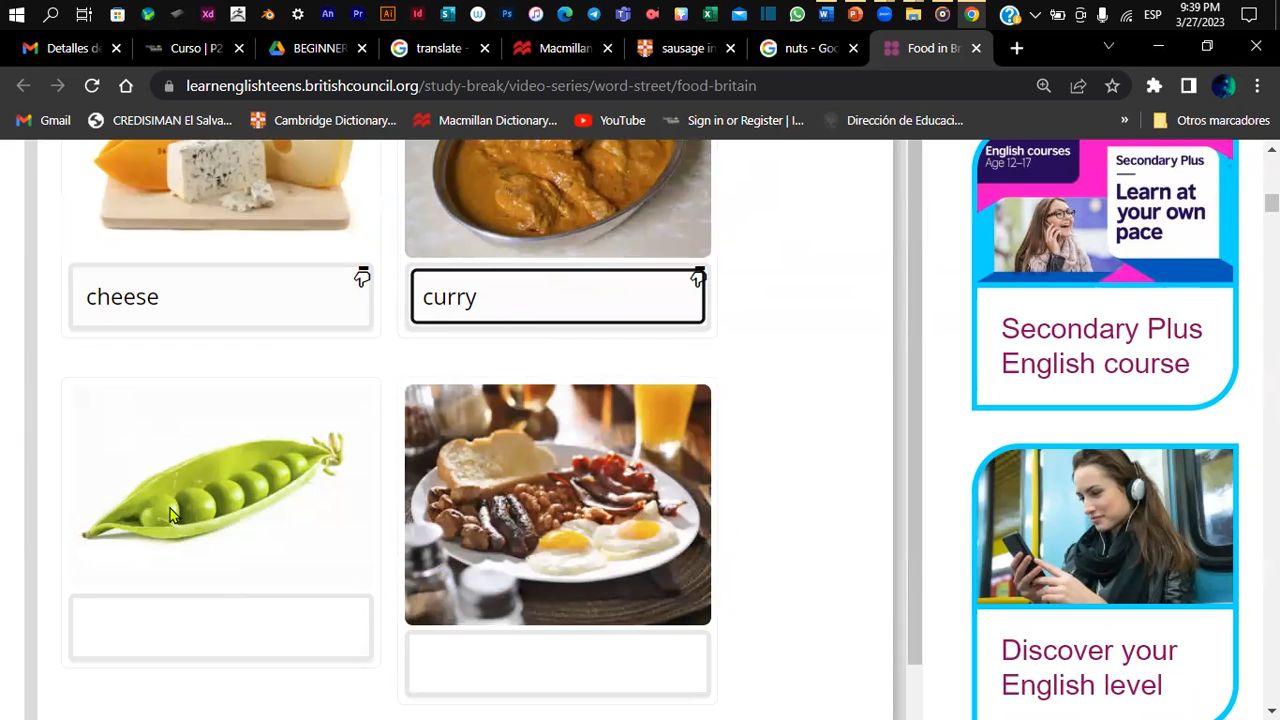 9:39 PM
ESP
3/27/2023
Detalles de
Curso | P2
BEGINNER
translate -
Macmillan
sausage in
nuts - Goo
Food in Br
learnenglishteens.britishcouncil.org/study-break/video-series/word-street/food-britain
Gmail
CREDISIMAN El Salva...
Cambridge Dictionary...
Macmillan Dictionary...
YouTube
Sign in or Register | I...
Dirección de Educaci...
»
Otros marcadores
English courses
Age 12–17
Secondary Plus
Learn at
your own
pace
cheese
curry
Secondary Plus
English course
Discover your
English level